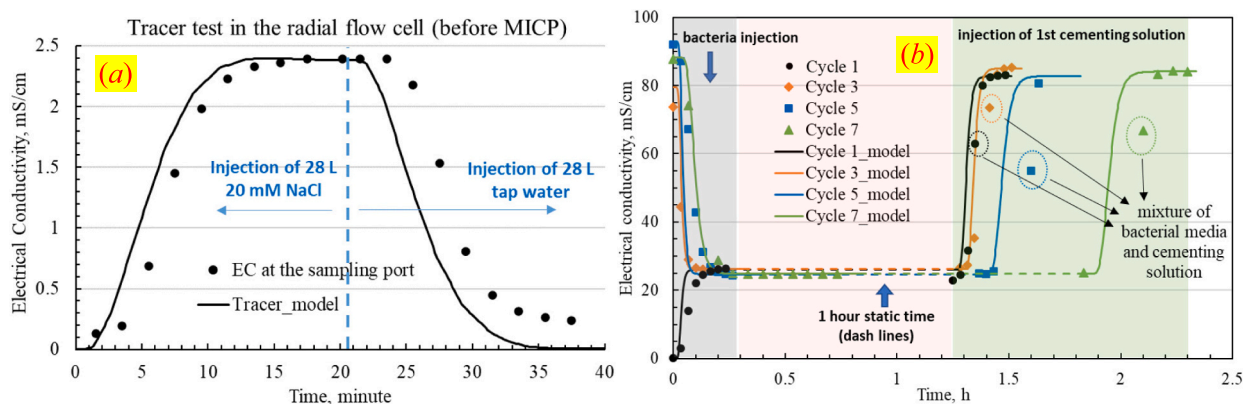 Tracer test in the radial flow cell (before MICP)
(a)
Electrical Conductivity, mS/cm
2.5
2
1.5
1
0.5
0
Injection of 28 L
20 mM NaCl
Injection of 28 L
tap water
EC at the sampling port
Tracer_model
0
5
10
15
20
25
30
35
40
Time, minute
(b)
Electrical conductivity, mS/cm
100
80
60
40
20
0
bacteria injection
injection of 1st cementing solution
Cycle 1
Cycle 3
Cycle 5
Cycle 7
Cycle 1_model
Cycle 3_model
Cycle 5_model
Cycle 7_model
mixture of
bacterial media
and cementing
solution
1 hour static time
(dash lines)
0
0.5
1
1.5
2
2.5
Time, h